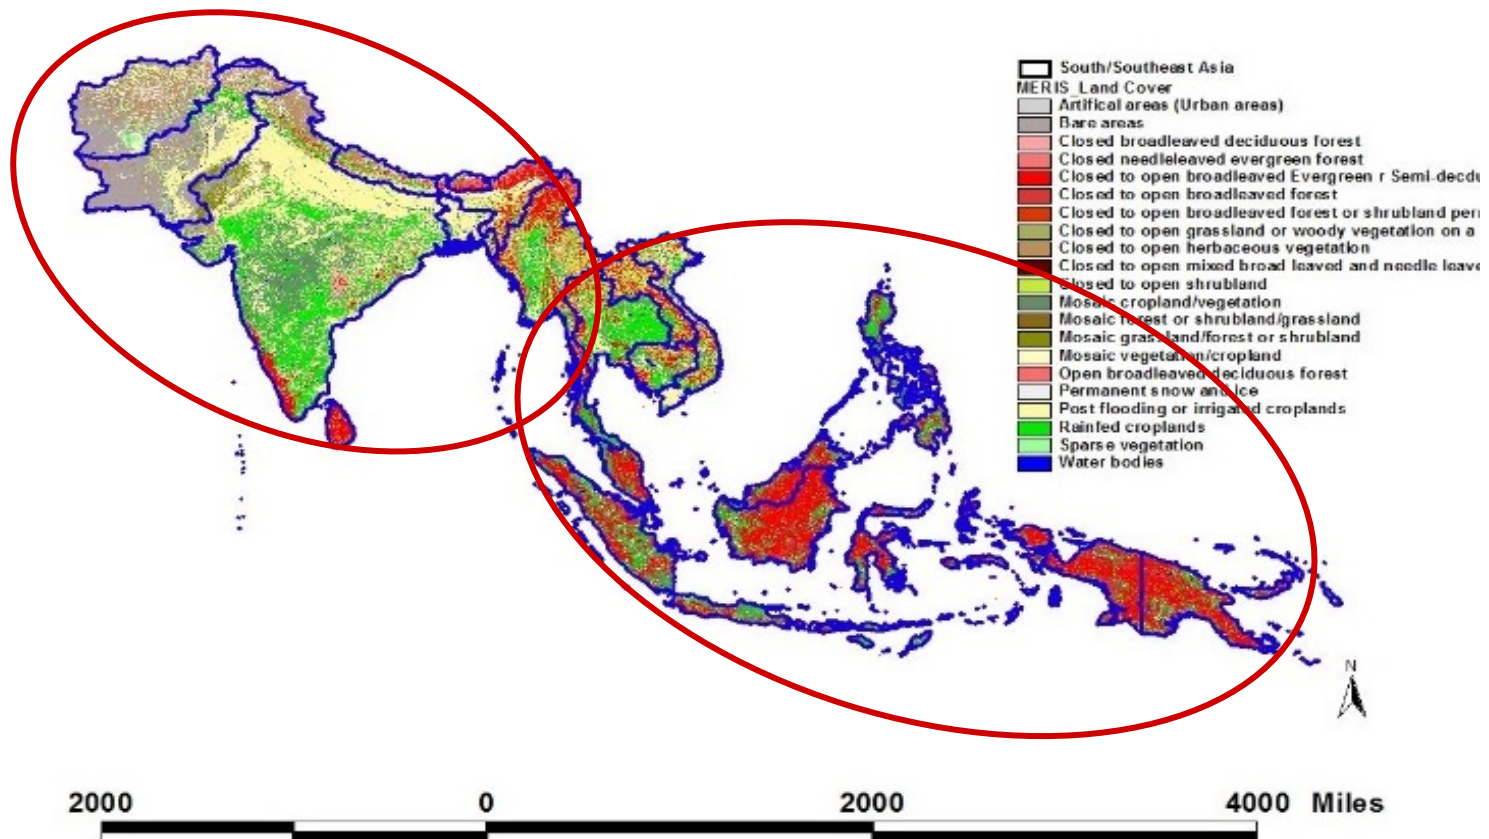 South/Southeast Asia
MERIS_Land Cover
Artifical areas (Urban areas)
Bare areas
Closed broadleaved deciduous forest
Closed needleleaved evergreen forest
Closed to open broadleaved Evergreen r Semi-decdu
Closed to open broadleaved forest
Closed to open broadleaved forest or shrubland per
Closed to open grassland or woody vegetation on a
Closed to open herbaceous vegetation
Closed to open mixed broad leaved and needle leave
Closed to open shrubland
Mosaic cropland/vegetation
Mosaic forest or shrubland/grassland
Mosaic grassland/forest or shrubland
Mosaic vegetation/cropland
Open broadleaved deciduous forest
Permanent snow and ice
Post flooding or irrigated croplands
Rainfed croplands
Sparse vegetation
Water bodies
N
2000 0 2000 4000 Miles